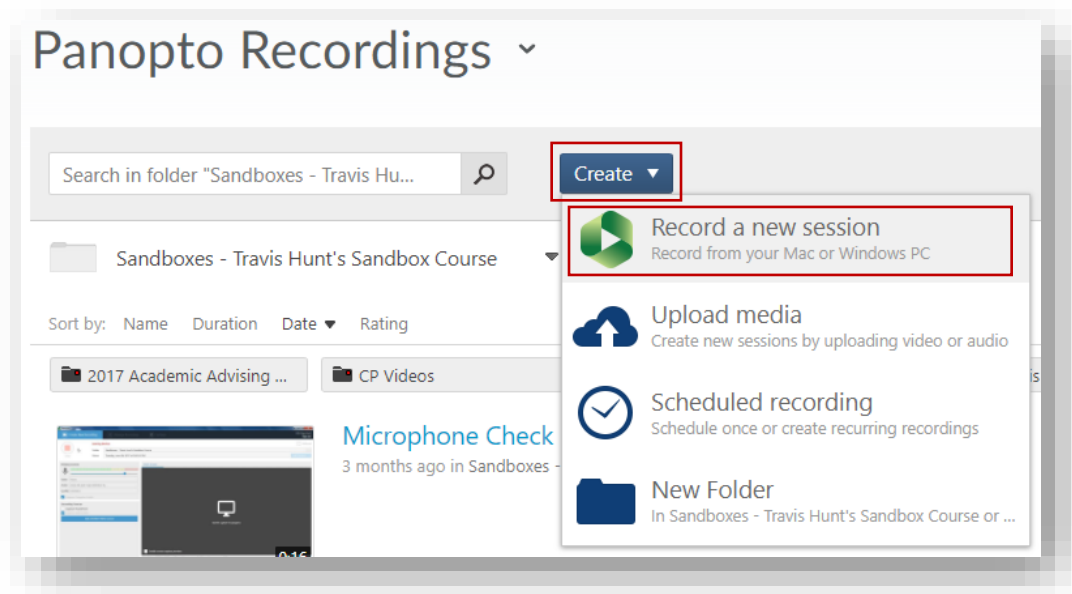 Panopto Recordings
Search in folder "Sandboxes - Travis Hu...
Create
Record a new session
Record from your Mac or Windows PC
Sandboxes - Travis Hunt's Sandbox Course
Upload media
Create new sessions by uploading video or audio
Sort by: Name Duration Date Rating
2017 Academic Advising ...
CP Videos
Scheduled recording
Schedule once or create recurring recordings
Microphone Check
3 months ago in Sandboxes -
New Folder
In Sandboxes - Travis Hunt's Sandbox Course or ...
0:16